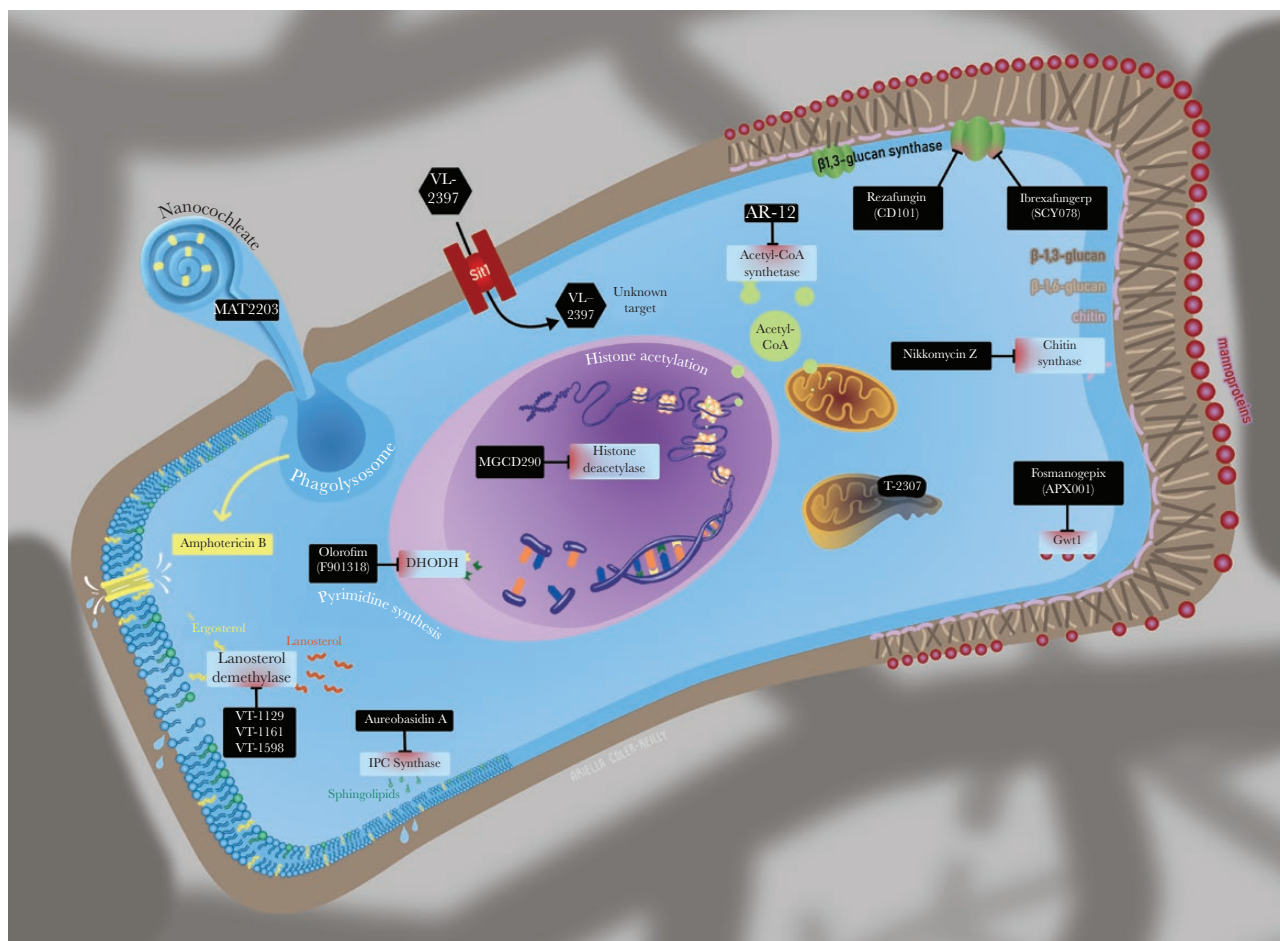 Nanocochleate
MAT2203
Phagolysosome
Amphotericin B
VL-
2397
Sit1
VL–
2397
Unknown
target
AR-12
Acetyl-CoA
synthetase
Acetyl-
CoA
β1,3-glucan synthase
Rezafungin
(CD101)
Ibrexafungerp
(SCY078)
β-1,3-glucan
β-1,6-glucan
chitin
mannoproteins
Nikkomycin Z
Chitin
synthase
Histone acetylation
MGCD290
Histone
deacetylase
T-2307
Fosmanogepix
(APX001)
Gwt1
Olorofim
(F901318)
DHODH
Pyrimidine synthesis
Ergosterol
Lanosterol
Lanosterol
demethylase
VT-1129
VT-1161
VT-1598
Aureobasidin A
IPC Synthase
Sphingolipids
ARIELLA COLER-REILLY